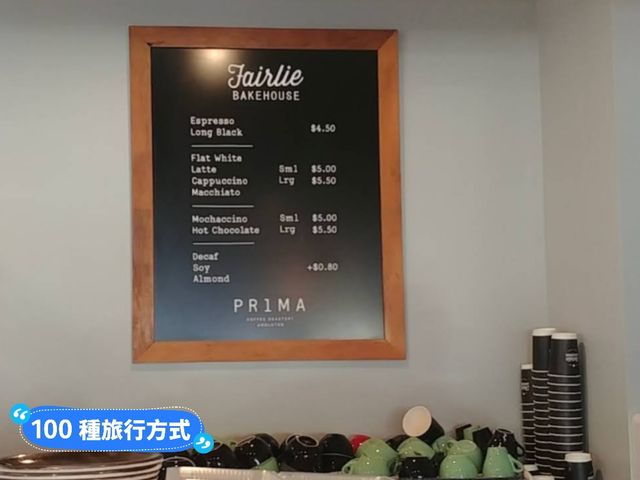 Fairlie
BAKEHOUSE
Espresso
Long Black $4.50
Flat White
Latte Sml $5.00
Cappuccino Lrg $5.50
Macchiato
Mochaccino Sml $5.00
Hot Chocolate Lrg $5.50
Decaf
Soy +$0.80
Almond
PR1MA
COFFEE ROASTERY
100 種旅行方式